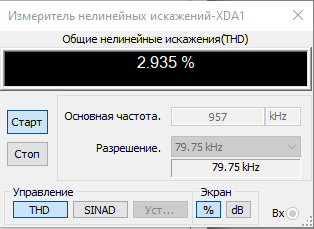 Измеритель нелинейных искажений-XDA1
Общие нелинейные искажения(THD)
2.935 %
Старт
Стоп
Основная частота.
957
kHz
Разрешение.
79.75 kHz
79.75 kHz
Управление
THD
SINAD
Уст...
Экран
%
dB
Вх